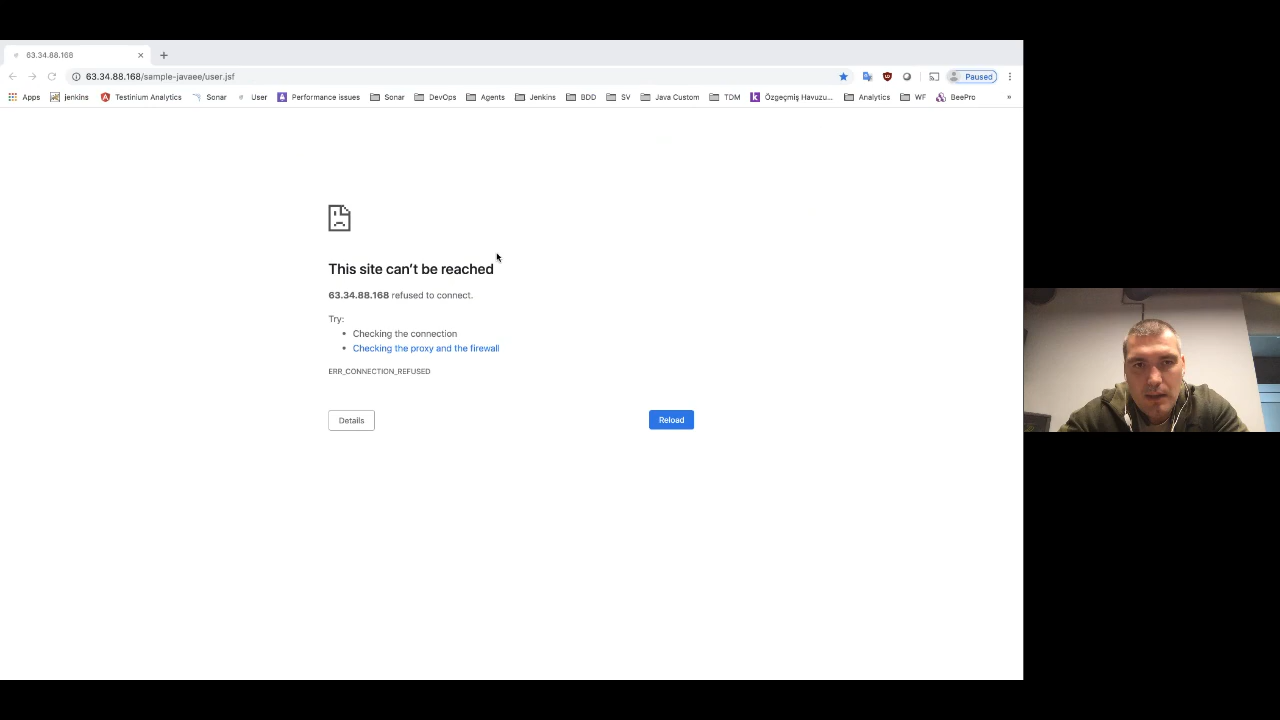 63.34.88.168
63.34.88.168/sample-javaee/user.jsf
Paused
Apps jenkins Testinium Analytics Sonar User Performance issues Sonar DevOps Agents Jenkins BDD SV Java Custom TDM Özgeçmiş Havuzu... Analytics WF BeePro »
This site can't be reached
63.34.88.168 refused to connect.
Try:
• Checking the connection
• Checking the proxy and the firewall
ERR_CONNECTION_REFUSED
Details Reload